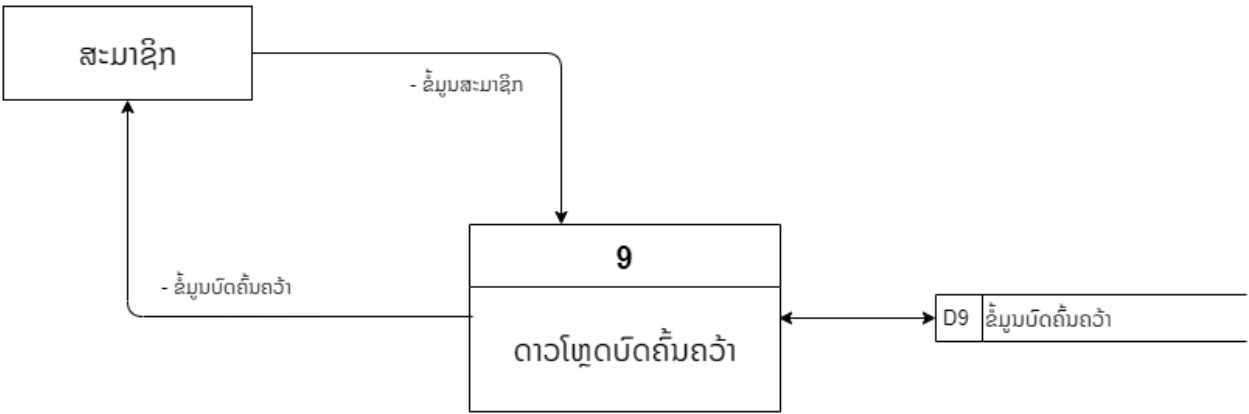 ສະມາຊິກ
- ຂໍ້ມູນສະມາຊິກ
9
- ຂໍ້ມູນບົດຄົ້ນຄວ້າ
D9 ຂໍ້ມູນບົດຄົ້ນຄວ້າ
ດາວໂຫຼດບົດຄົ້ນຄວ້າ